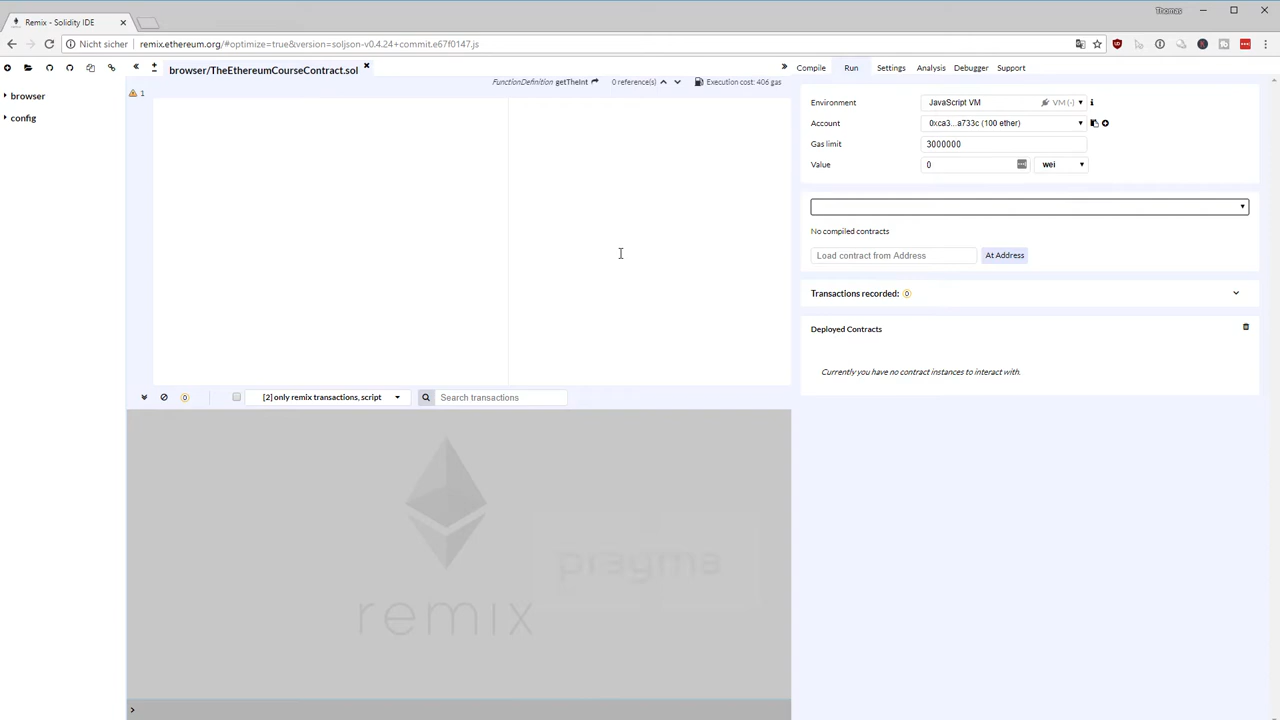 Remix - Solidity IDE
Thomas
Nicht sicher
remix.ethereum.org/#optimize=true&version=soljson-v0.4.24+commit.e67f0147.js
browser/TheEthereumCourseContract.sol
Compile Run Settings Analysis Debugger Support
FunctionDefinition getTheInt 0 reference(s) Execution cost: 406 gas
browser
config
1
Environment JavaScript VM VM (-)
Account 0xca3...a733c (100 ether)
Gas limit 3000000
Value 0 wei
No compiled contracts
Load contract from Address At Address
Transactions recorded: 0
Deployed Contracts
Currently you have no contract instances to interact with.
0 [2] only remix transactions, script Search transactions
remix
>